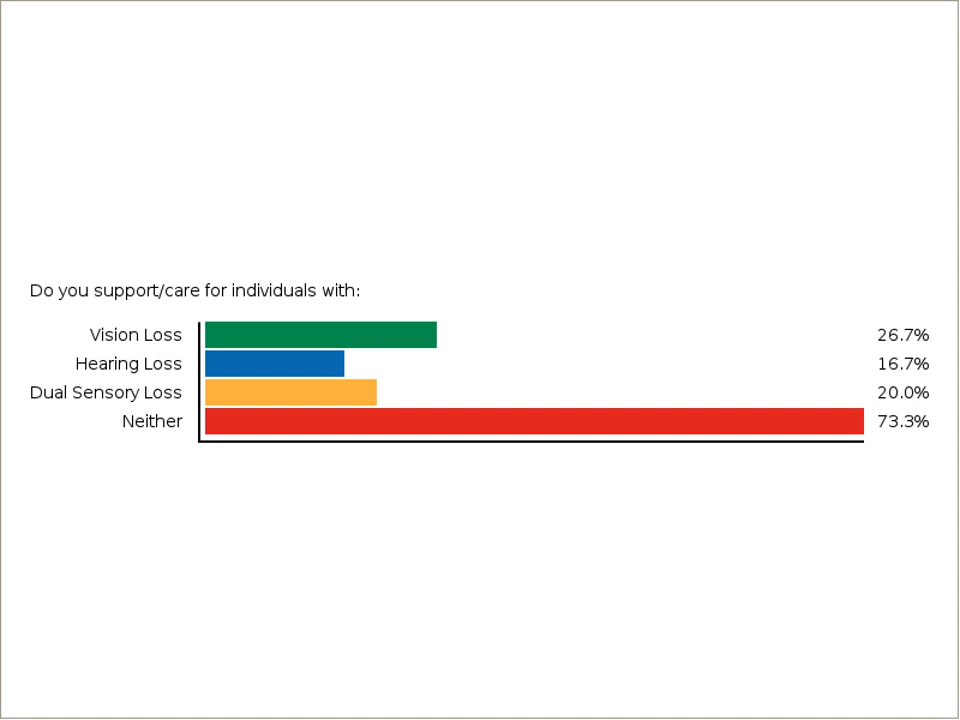 Do you support/care for individuals with:
Vision Loss 26.7%
Hearing Loss 16.7%
Dual Sensory Loss 20.0%
Neither 73.3%